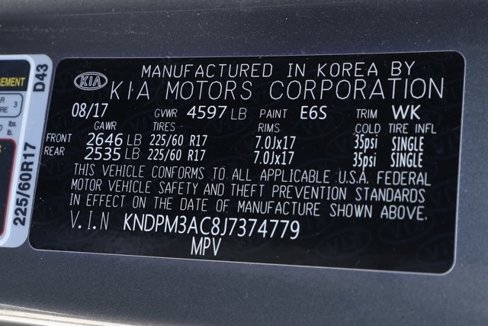 MANUFACTURED IN KOREA BY
KIA KIA MOTORS CORPORATION
08/17 GVWR 4597 LB PAINT E6S TRIM WK
GAWR TIRES RIMS COLD TIRE INFL
FRONT 2646 LB 225/60 R17 7.0Jx17 35psi SINGLE
REAR 2535 LB 225/60 R17 7.0Jx17 35psi SINGLE
THIS VEHICLE CONFORMS TO ALL APPLICABLE U.S.A. FEDERAL
MOTOR VEHICLE SAFETY AND THEFT PREVENTION STANDARDS
IN EFFECT ON THE DATE OF MANUFACTURE SHOWN ABOVE.
V.I.N KNDPM3AC8J7374779
MPV
D43
225/60R17
3